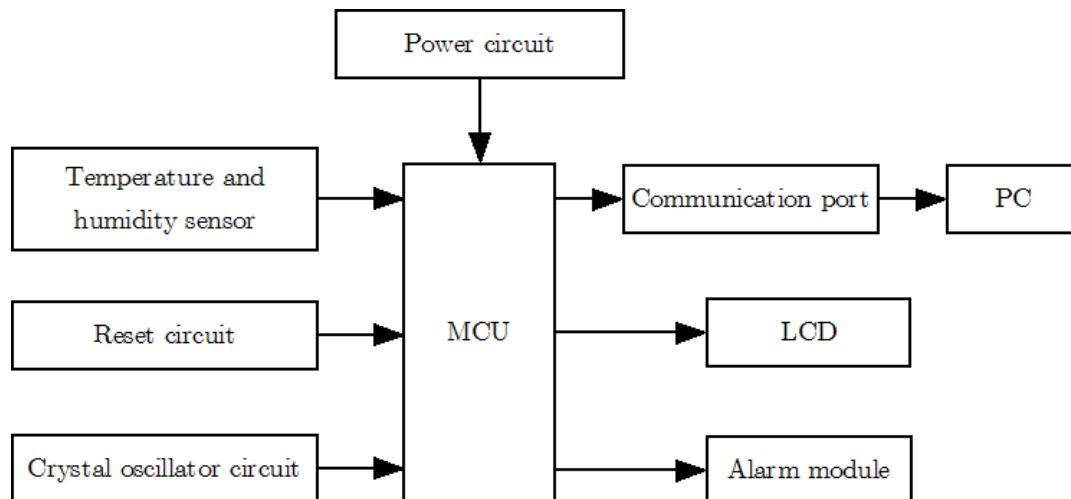 Power circuit
Temperature and
humidity sensor
Communication port
PC
Reset circuit
MCU
LCD
Crystal oscillator circuit
Alarm module